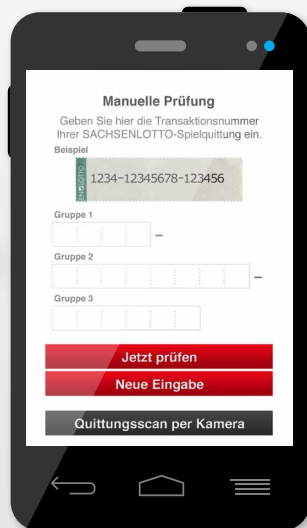 Manuelle Prüfung
Geben Sie hier die Transaktionsnummer
Ihrer SACHSENLOTTO-Spielquittung ein.
Beispiel
1234-12345678-123456
Gruppe 1
–
Gruppe 2
–
Gruppe 3
Jetzt prüfen
Neue Eingabe
Quittungsscan per Kamera